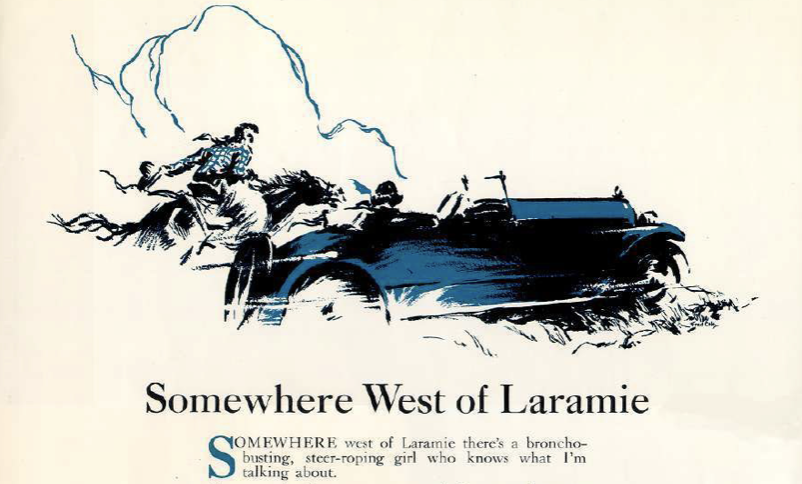 Somewhere West of Laramie
SOMEWHERE west of Laramie there's a broncho-
busting, steer-roping girl who knows what I'm
talking about.